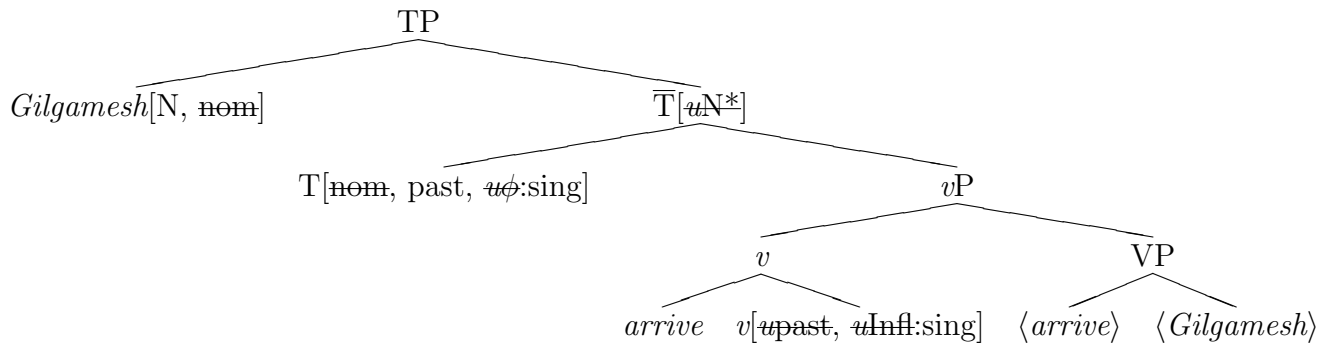 TP
Gilgamesh[N, nom] T̅[uN*]
T[nom, past, uϕ:sing] vP
v VP
arrive v[upast, uInfl:sing] ⟨arrive⟩ ⟨Gilgamesh⟩